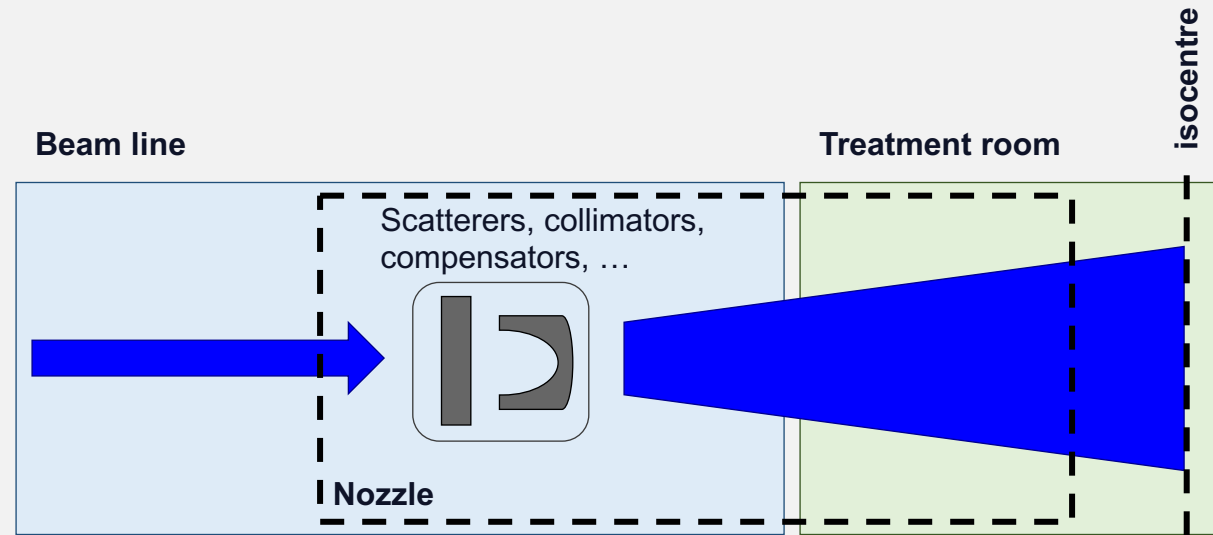 isocentre
Beam line
Treatment room
Scatterers, collimators,
compensators, …
Nozzle